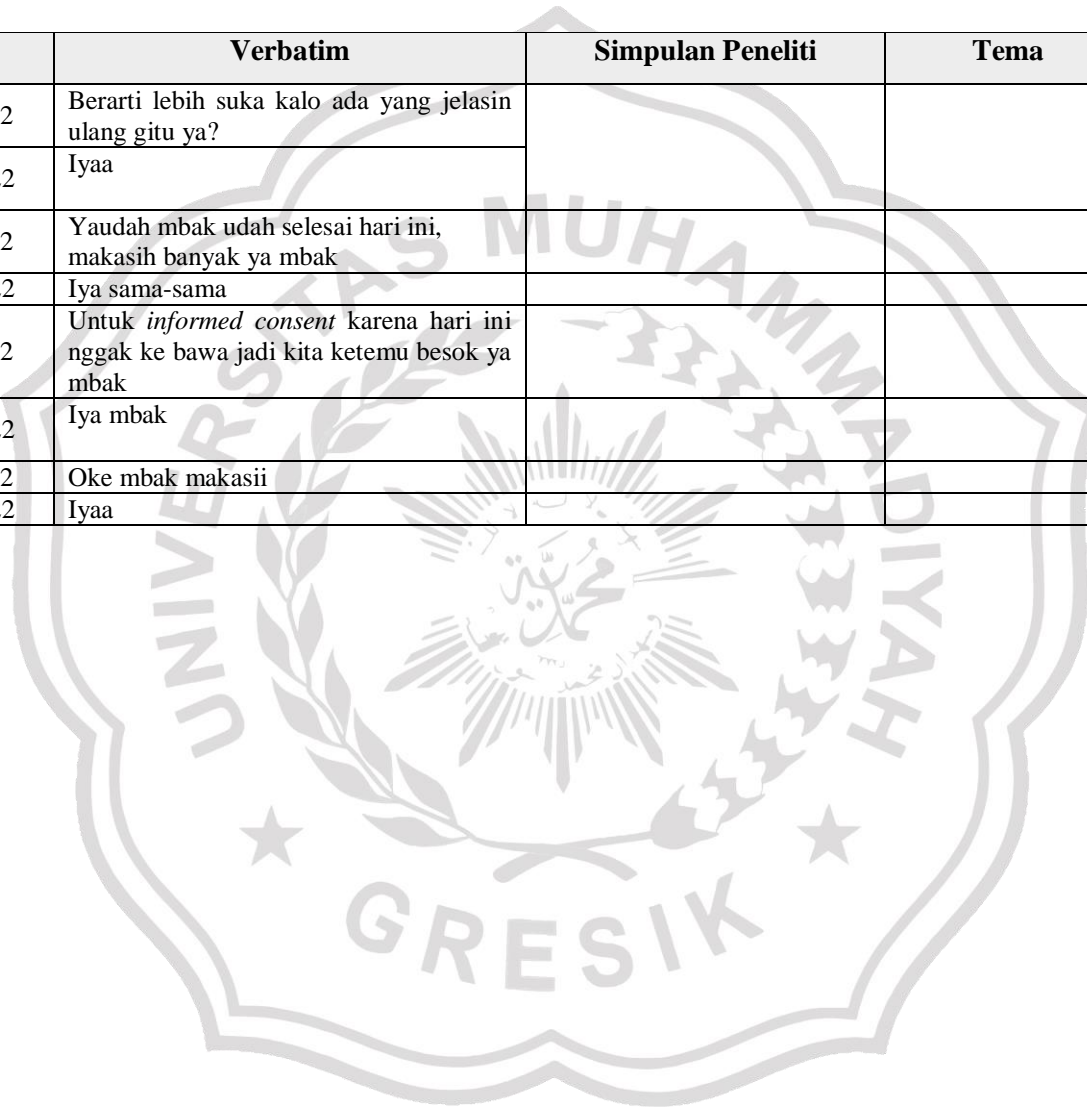 Verbatim Simpulan Peneliti Tema
2 Berarti lebih suka kalo ada yang jelasin
ulang gitu ya?
.2 Iyaa
2 Yaudah mbak udah selesai hari ini,
makasih banyak ya mbak
.2 Iya sama-sama
2 Untuk informed consent karena hari ini
nggak ke bawa jadi kita ketemu besok ya
mbak
.2 Iya mbak
2 Oke mbak makasii
.2 Iyaa
UNIVERSITAS MUHAMMADIYAH
GRESIK